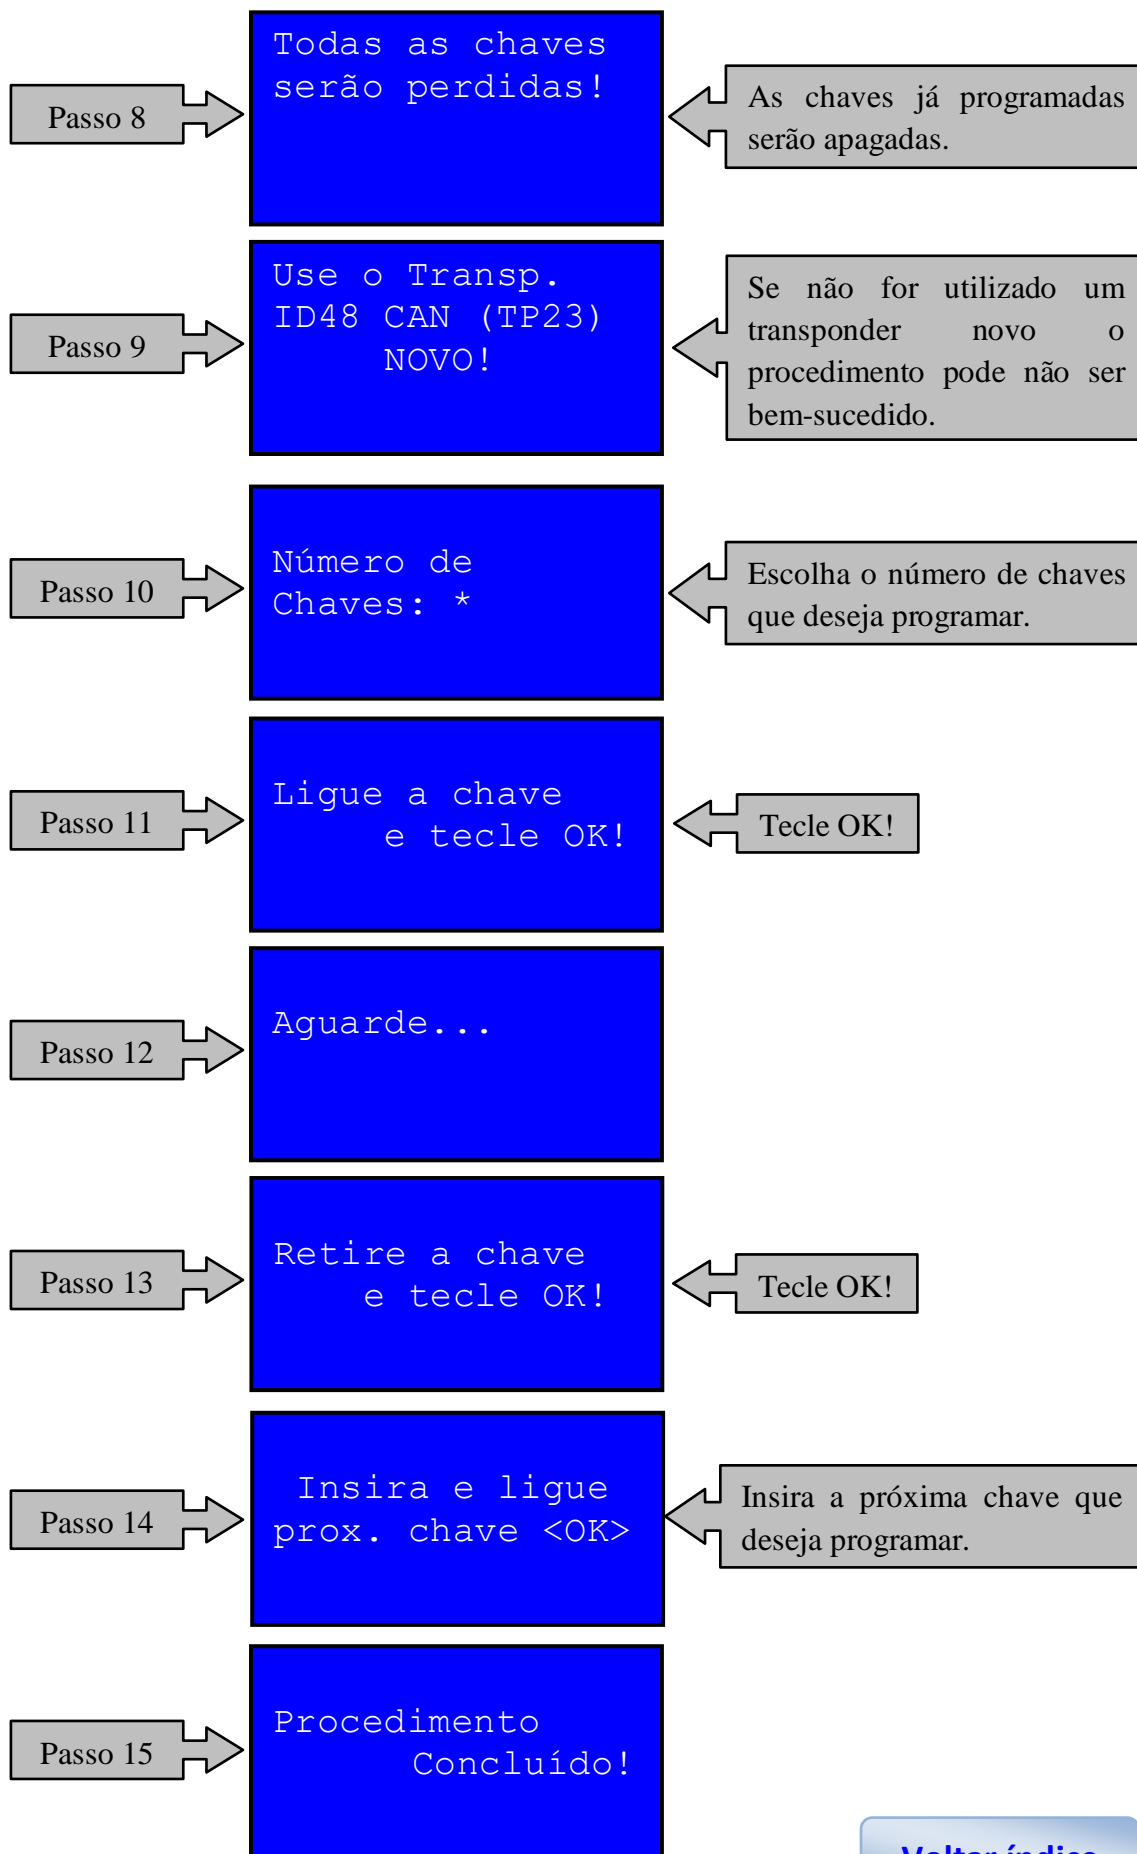 Passo 8
Todas as chaves
serão perdidas!
As chaves já programadas
serão apagadas.
Passo 9
Use o Transp.
ID48 CAN (TP23)
NOVO!
Se não for utilizado um
transponder novo o
procedimento pode não ser
bem-sucedido.
Passo 10
Número de
Chaves: *
Escolha o número de chaves
que deseja programar.
Passo 11
Ligue a chave
e tecle OK!
Tecle OK!
Passo 12
Aguarde...
Passo 13
Retire a chave
e tecle OK!
Tecle OK!
Passo 14
Insira e ligue
prox. chave <OK>
Insira a próxima chave que
deseja programar.
Passo 15
Procedimento
Concluído!
Voltar índice